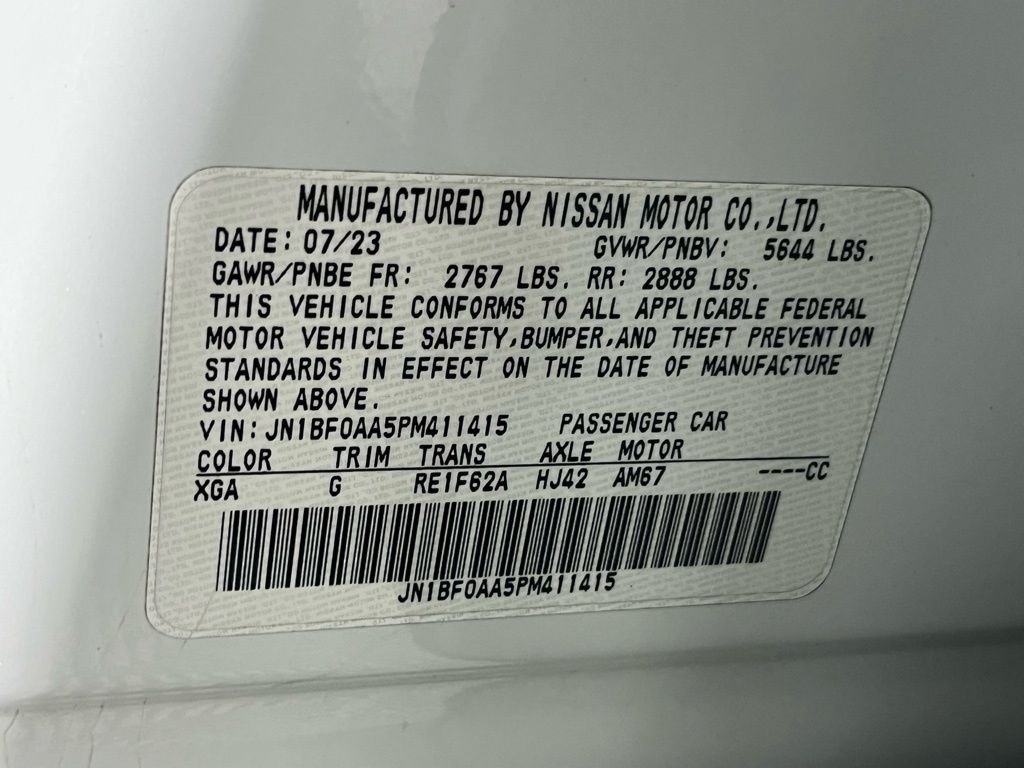 MANUFACTURED BY NISSAN MOTOR CO.,LTD.
DATE: 07/23 GVWR/PNBV: 5644 LBS.
GAWR/PNBE FR: 2767 LBS. RR: 2888 LBS.
THIS VEHICLE CONFORMS TO ALL APPLICABLE FEDERAL
MOTOR VEHICLE SAFETY,BUMPER,AND THEFT PREVENTION
STANDARDS IN EFFECT ON THE DATE OF MANUFACTURE
SHOWN ABOVE.
VIN:JN1BF0AA5PM411415 PASSENGER CAR
COLOR TRIM TRANS AXLE MOTOR
XGA G RE1F62A HJ42 AM67 ----CC
JN1BF0AA5PM411415